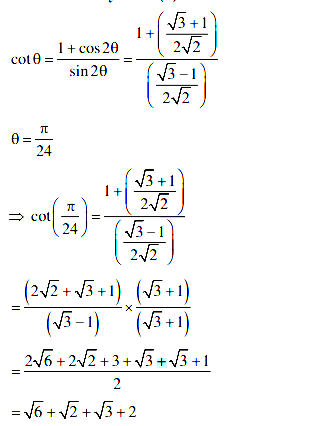 cotθ = (1 + cos2θ)/(sin2θ) = (1 + ((√3 + 1)/(2√2)))/(((√3 − 1)/(2√2)))
θ = π/24
⇒ cot(π/24) = (1 + ((√3 + 1)/(2√2)))/(((√3 − 1)/(2√2)))
= ((2√2 + √3 + 1)/(√3 − 1)) × ((√3 + 1)/(√3 + 1))
= (2√6 + 2√2 + 3 + √3 + √3 + 1)/2
= √6 + √2 + √3 + 2